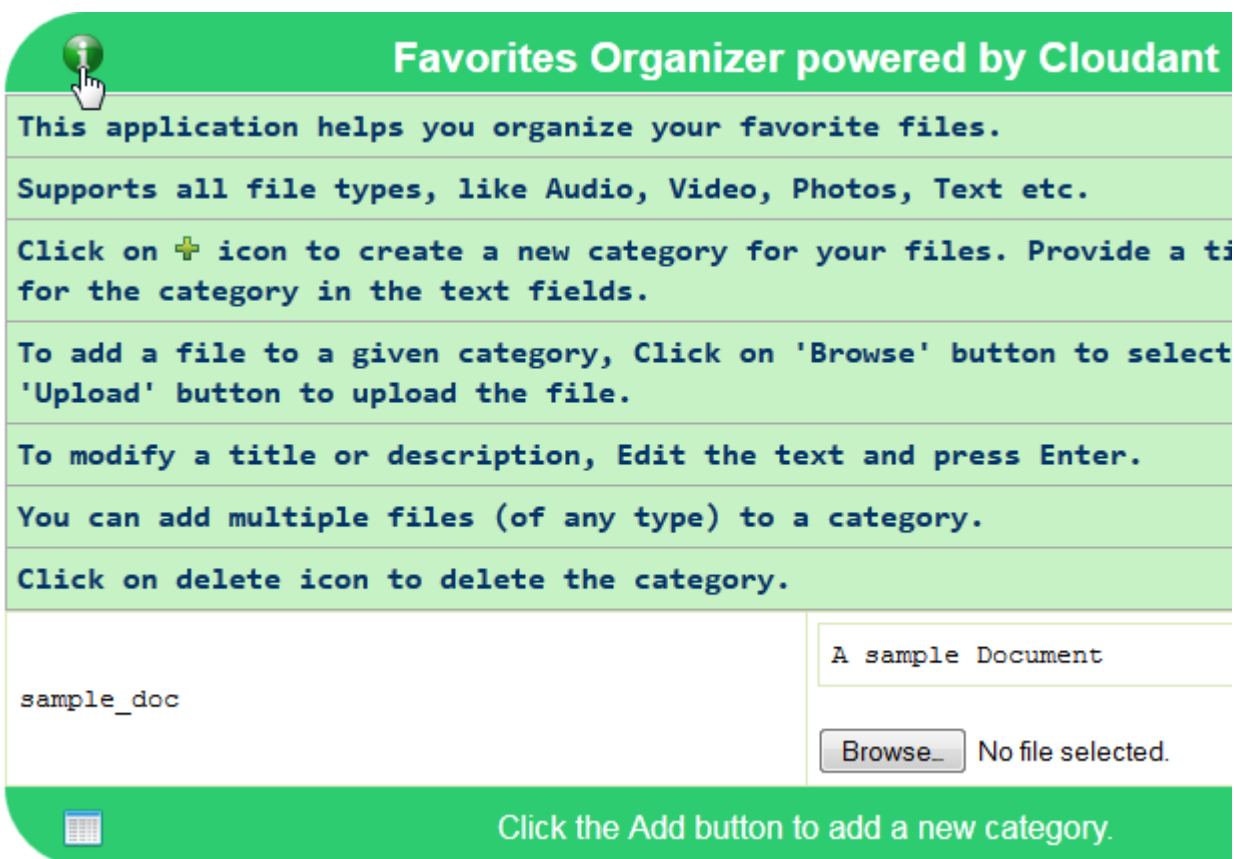 Favorites Organizer powered by Cloudant
This application helps you organize your favorite files.
Supports all file types, like Audio, Video, Photos, Text etc.
Click on icon to create a new category for your files. Provide a ti
for the category in the text fields.
To add a file to a given category, Click on 'Browse' button to select
'Upload' button to upload the file.
To modify a title or description, Edit the text and press Enter.
You can add multiple files (of any type) to a category.
Click on delete icon to delete the category.
sample_doc
A sample Document
Browse… No file selected.
Click the Add button to add a new category.